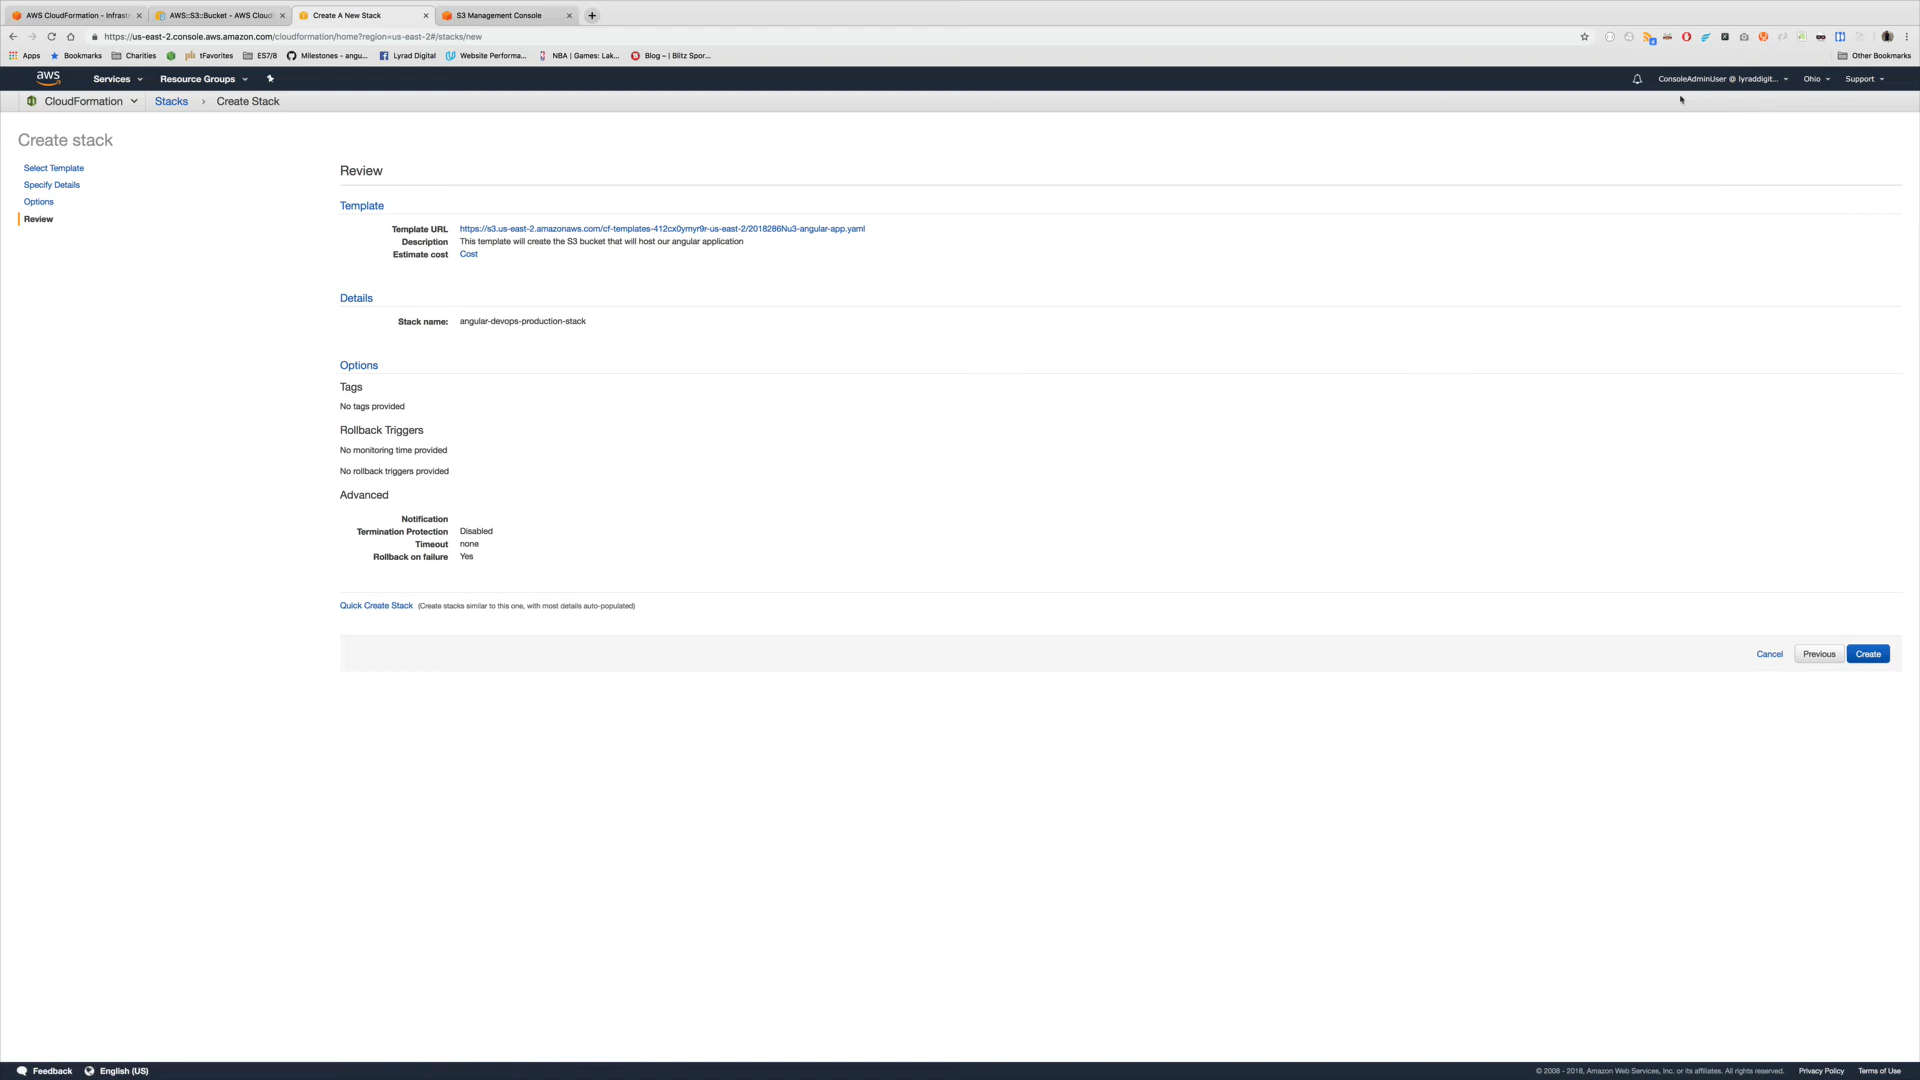 AWS CloudFormation - Infrastr
AWS::S3::Bucket - AWS CloudF
Create A New Stack
S3 Management Console
https://us-east-2.console.aws.amazon.com/cloudformation/home?region=us-east-2#/stacks/new
Apps
Bookmarks
Charities
tFavorites
ES7/8
Milestones - angu...
Lyrad Digital
Website Performa...
NBA | Games: Lak...
Blog – | Blitz Spor...
Other Bookmarks
aws
Services
Resource Groups
ConsoleAdminUser @ lyraddigit...
Ohio
Support
CloudFormation
Stacks
Create Stack
Create stack
Select Template
Specify Details
Options
Review
Review
Template
Template URL https://s3.us-east-2.amazonaws.com/cf-templates-412cx0ymyr9r-us-east-2/2018286Nu3-angular-app.yaml
Description This template will create the S3 bucket that will host our angular application
Estimate cost Cost
Details
Stack name: angular-devops-production-stack
Options
Tags
No tags provided
Rollback Triggers
No monitoring time provided
No rollback triggers provided
Advanced
Notification
Termination Protection Disabled
Timeout none
Rollback on failure Yes
Quick Create Stack (Create stacks similar to this one, with most details auto-populated)
Cancel
Previous
Create
Feedback
English (US)
© 2008 - 2018, Amazon Web Services, Inc. or its affiliates. All rights reserved.
Privacy Policy
Terms of Use